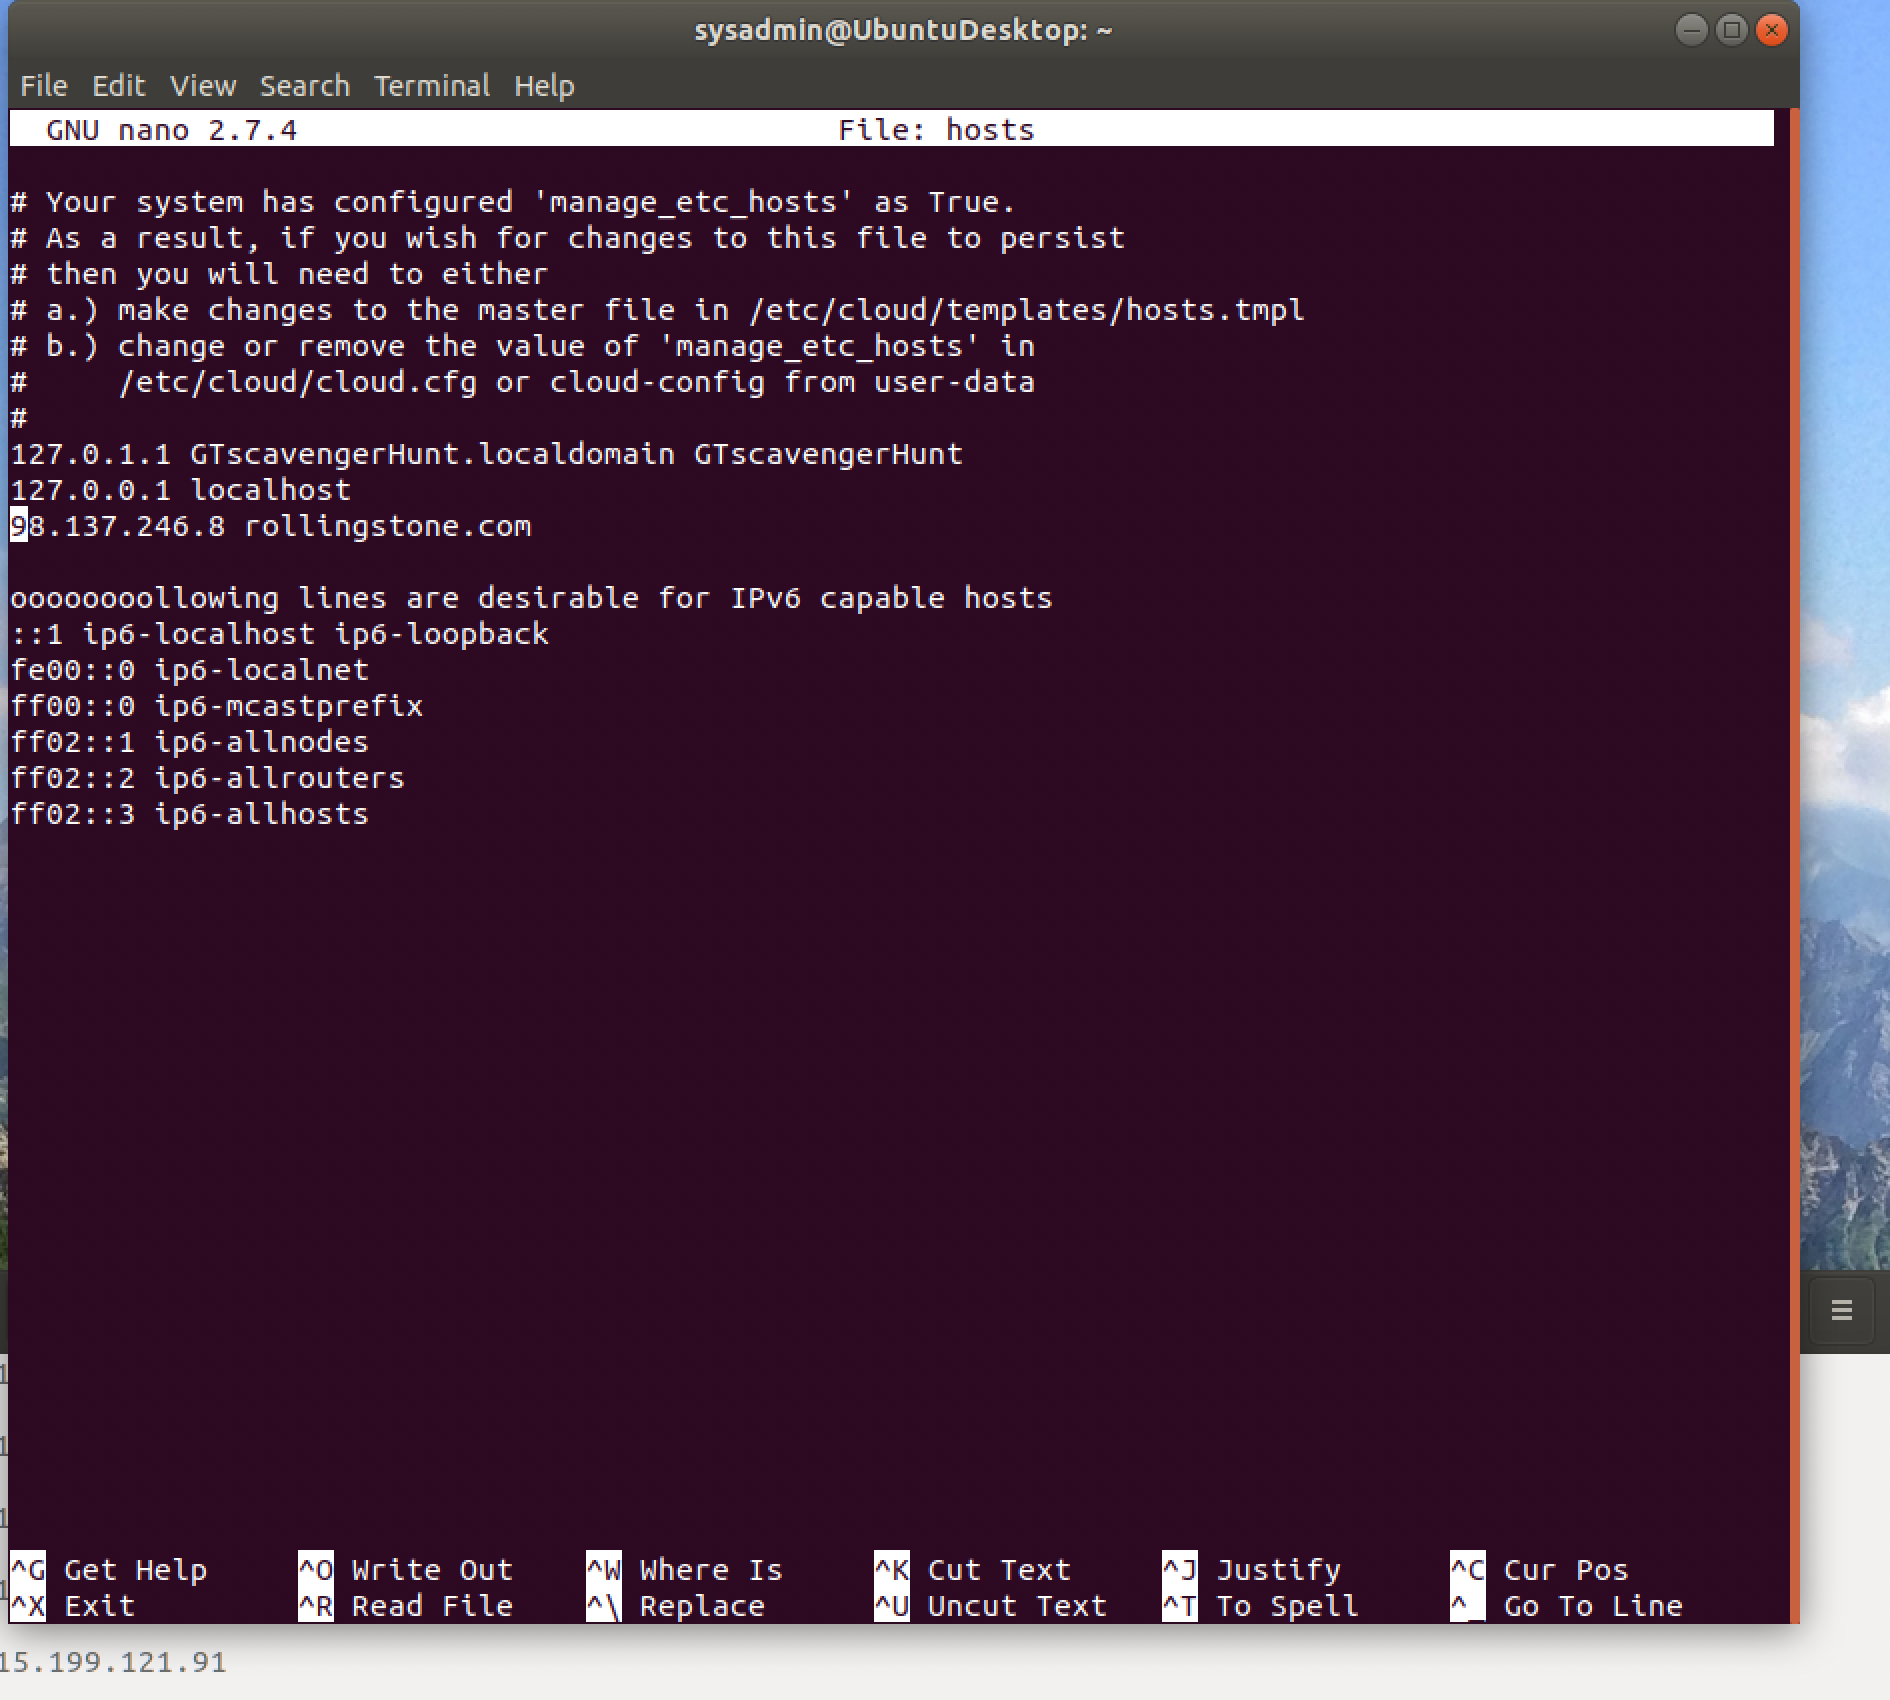 sysadmin@UbuntuDesktop: ~
File Edit View Search Terminal Help
GNU nano 2.7.4 File: hosts
# Your system has configured 'manage_etc_hosts' as True.
# As a result, if you wish for changes to this file to persist
# then you will need to either
# a.) make changes to the master file in /etc/cloud/templates/hosts.tmpl
# b.) change or remove the value of 'manage_etc_hosts' in
#     /etc/cloud/cloud.cfg or cloud-config from user-data
#
127.0.1.1 GTscavengerHunt.localdomain GTscavengerHunt
127.0.0.1 localhost
98.137.246.8 rollingstone.com
oooooooollowing lines are desirable for IPv6 capable hosts
::1 ip6-localhost ip6-loopback
fe00::0 ip6-localnet
ff00::0 ip6-mcastprefix
ff02::1 ip6-allnodes
ff02::2 ip6-allrouters
ff02::3 ip6-allhosts
^G Get Help ^O Write Out ^W Where Is ^K Cut Text ^J Justify ^C Cur Pos
^X Exit ^R Read File ^\ Replace ^U Uncut Text ^T To Spell ^_ Go To Line
15.199.121.91